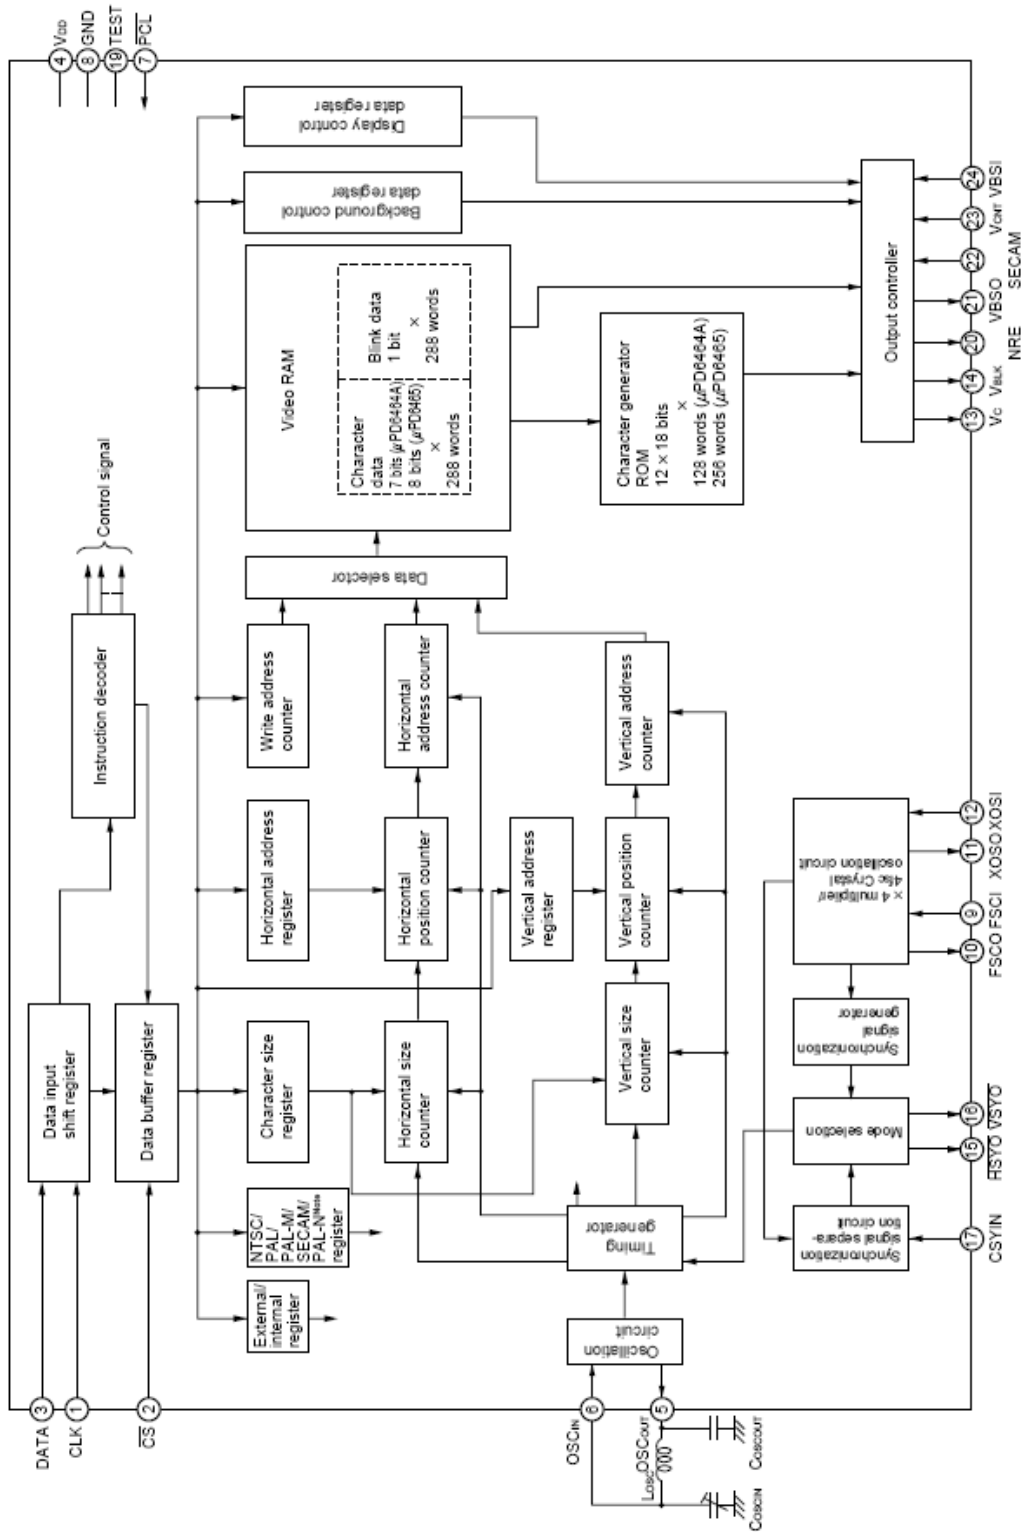 4 VDD
8 GND
19 TEST
7 PCL
Display control
data register
Background control
data register
Video RAM
Character
data
7 bits (μPD6464A)
8 bits (μPD6465)
×
288 words
Blink data
1 bit
×
288 words
Character generator
ROM
12 × 18 bits
×
128 words (μPD6464A)
256 words (μPD6465)
Output controller
24 VBSI
23 VCNT
22 SECAM
21 VBSO
20 NRE
14 VBLK
13 VC
Control signal
Instruction decoder
Data selector
Write address
counter
Horizontal
address counter
Vertical address
counter
Horizontal address
register
Horizontal
position counter
Vertical address
register
Vertical position
counter
Data input
shift register
Data buffer register
Character size
register
Horizontal size
counter
Vertical size
counter
NTSC/
PAL/
PAL-M/
SECAM/
PAL-N Note
register
External/
internal
register
Timing
generator
Oscillation
circuit
× 4 multiplier/
4fsc Crystal
oscillation circuit
Synchronization
signal
generator
Mode selection
Synchronization
signal separa-
tion circuit
12 XOSI
11 XOSO
9 FSCI
10 FSCO
16 VSYO
15 HSYO
17 CSYIN
DATA 3
CLK 1
CS 2
OSCIN 6
OSCOUT 5
LOSC
COSCIN
COSCOUT